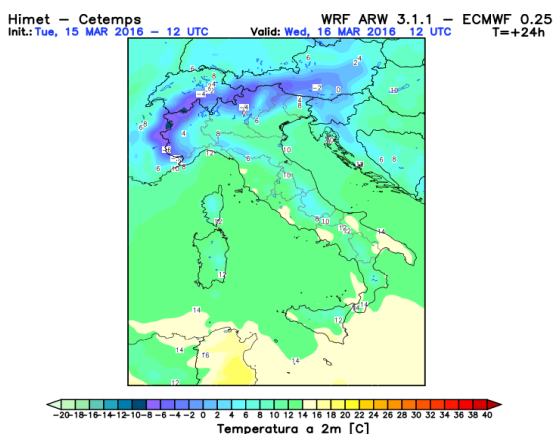 Himet – Cetemps WRF ARW 3.1.1 – ECMWF 0.25
Init.: Tue, 15 MAR 2016 – 12 UTC Valid: Wed, 16 MAR 2016 12 UTC T=+24h
-20-18-16-14-12-10-8 -6 -4 -2 0 2 4 6 8 10 12 14 16 18 20 22 24 26 28 30 32 34 36 38 40
Temperatura a 2m [C]